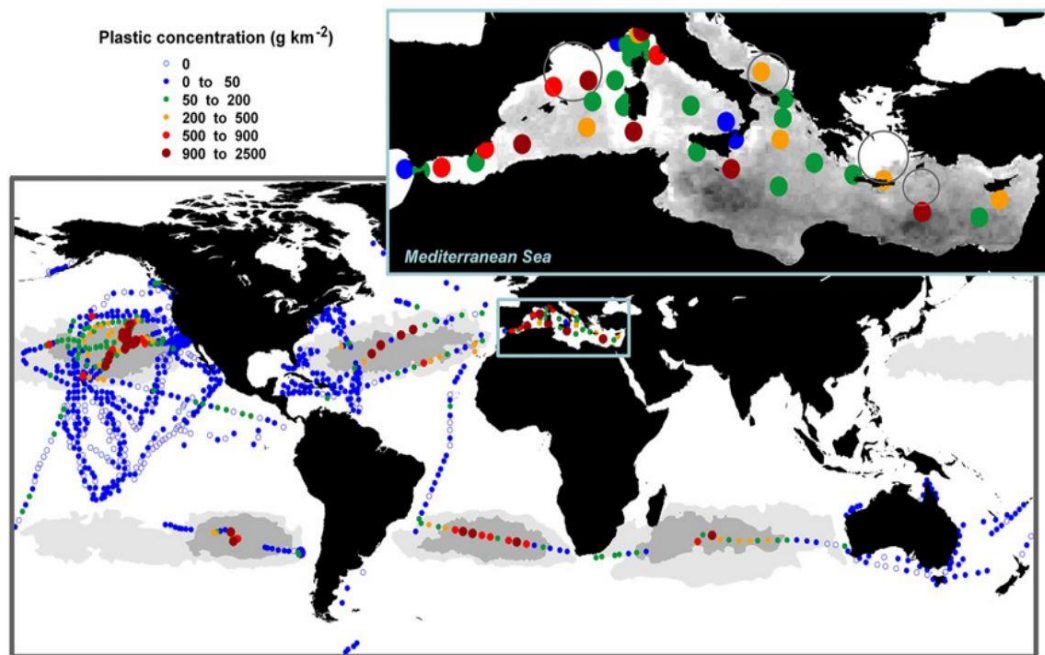 Plastic concentration (g km⁻²)
0
0 to 50
50 to 200
200 to 500
500 to 900
900 to 2500
Mediterranean Sea